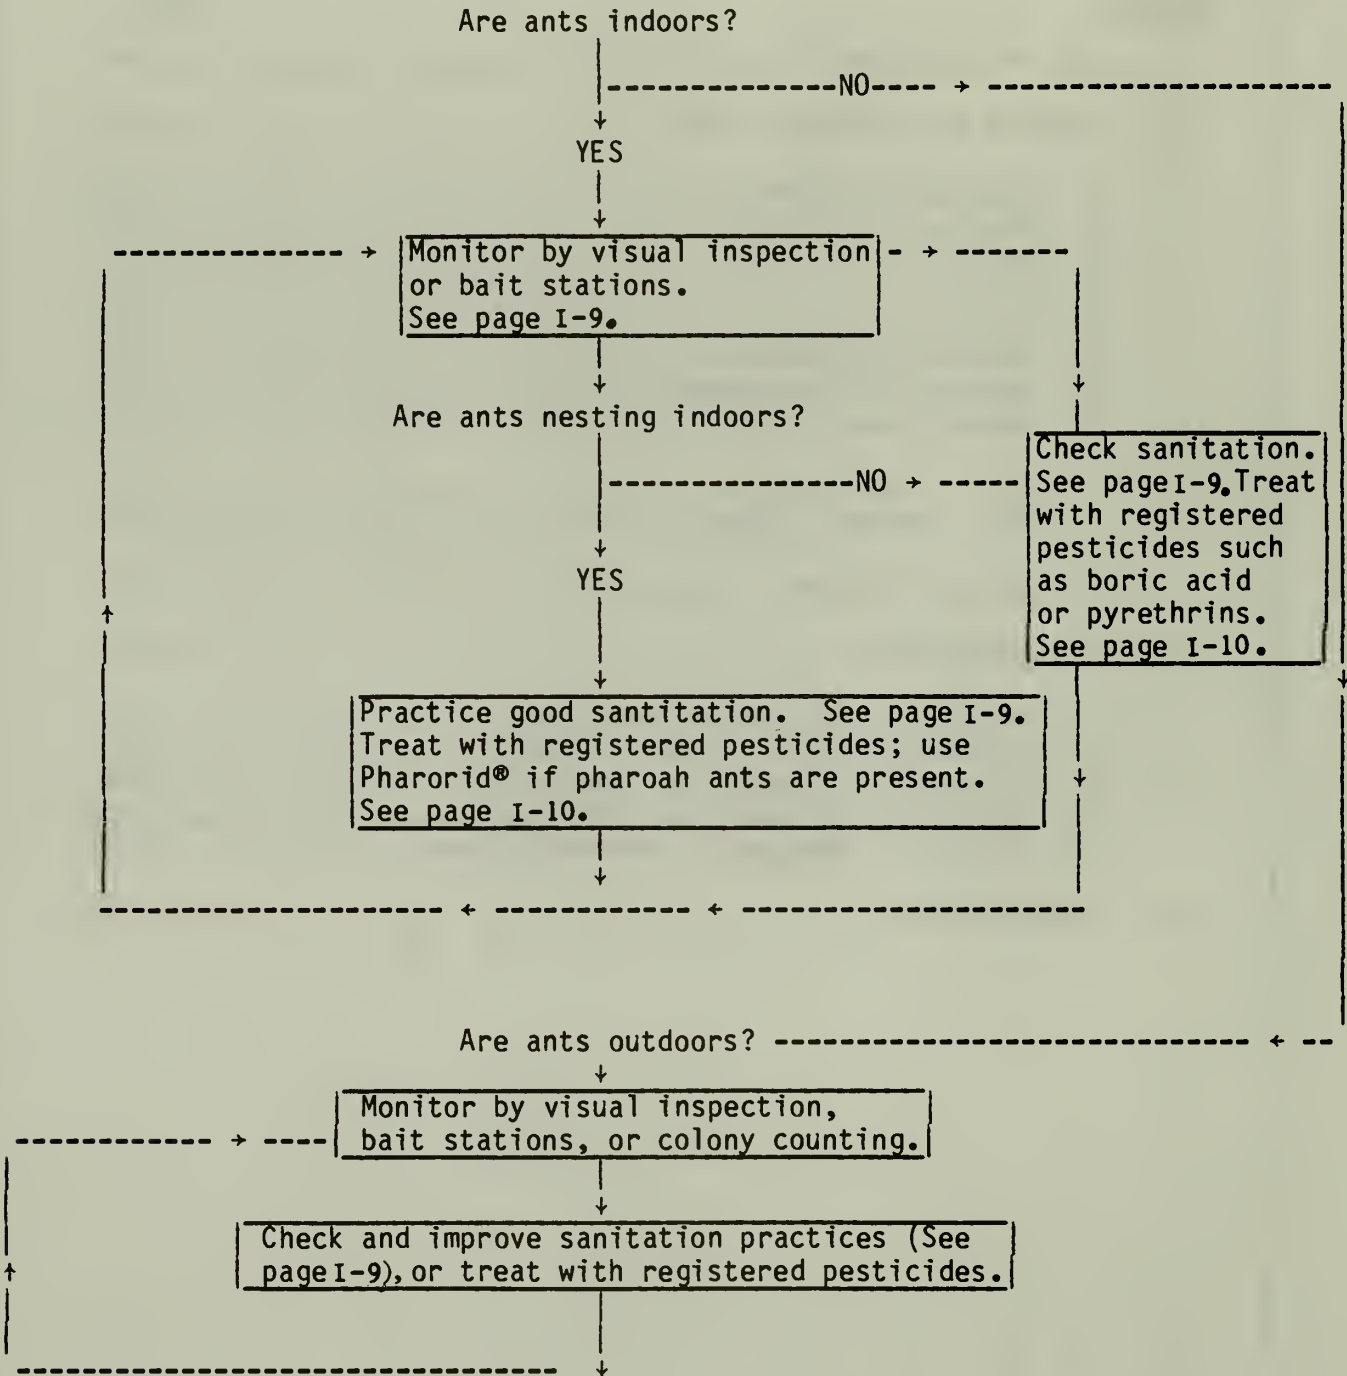 Are ants indoors?
NO
YES
Monitor by visual inspection
or bait stations.
See page I-9.
Are ants nesting indoors?
Check sanitation.
See page I-9. Treat
with registered
pesticides such
as boric acid
or pyrethrins.
See page I-10.
NO
YES
Practice good santitation. See page I-9.
Treat with registered pesticides; use
Pharorid® if pharoah ants are present.
See page I-10.
Are ants outdoors?
Monitor by visual inspection,
bait stations, or colony counting.
Check and improve sanitation practices (See
page I-9), or treat with registered pesticides.